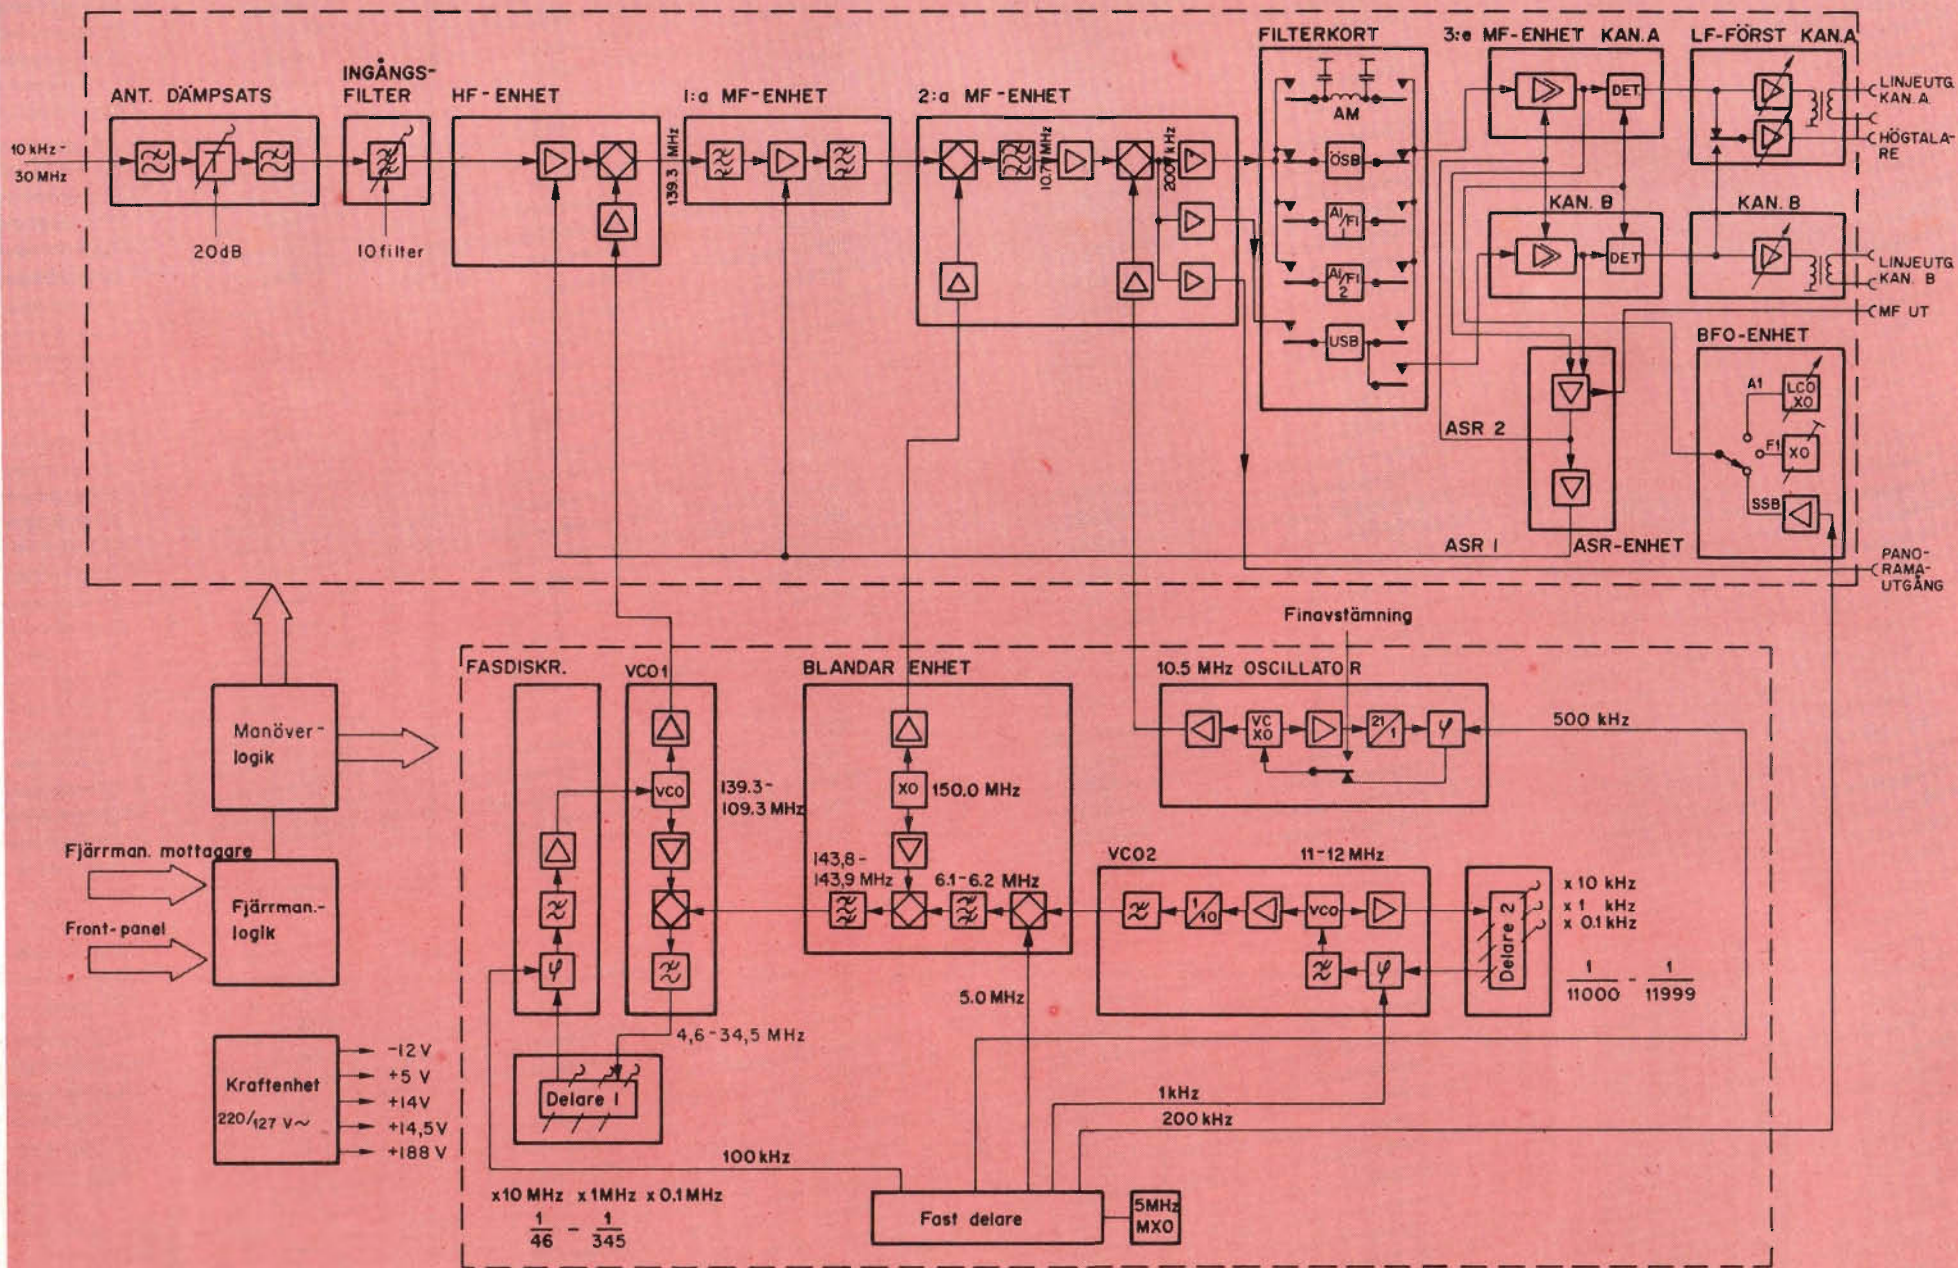 FILTERKORT
3:e MF-ENHET KAN.A
LF-FÖRST KAN.A
INGÅNGS-
FILTER
ANT. DÄMPSATS
HF-ENHET
1:a MF-ENHET
2:a MF-ENHET
LINJEUTG.
KAN. A
HÖGTALA-
RE
10 kHz-
30 MHz
139.3 MHz
10.7 MHz
200 kHz
AM
ÖSB
A1/F1
1
A1/F1
2
USB
DET.
KAN. B
KAN. B
DET
LINJEUTG
KAN. B
MF UT
20dB
10 filter
BFO-ENHET
A1
LCO
XO
F1
XO
SSB
ASR 2
ASR 1
ASR-ENHET
PANO-
RAMA-
UTGÅNG
Finavstämning
FASDISKR.
VCO1
BLANDAR ENHET
10.5 MHz OSCILLATOR
Manöver-
logik
VC
XO
21/1
φ
500 kHz
VCO
139.3-
109.3 MHz
XO
150.0 MHz
Fjärrman. mottagare
Front-panel
Fjärrman.-
logik
143,8-
143,9 MHz
6.1-6.2 MHz
VCO2
11-12 MHz
1/10
VCO
Delare 2
x 10 kHz
x 1 kHz
x 0.1 kHz
φ
φ
1/11000 - 1/11999
5.0 MHz
4,6-34,5 MHz
Kraftenhet
220/127 V~
-12 V
+5 V
+14V
+14,5V
+188 V
Delare 1
1kHz
200 kHz
100 kHz
x10 MHz x 1MHz x 0.1 MHz
1/46 - 1/345
Fast delare
5MHz
MXO